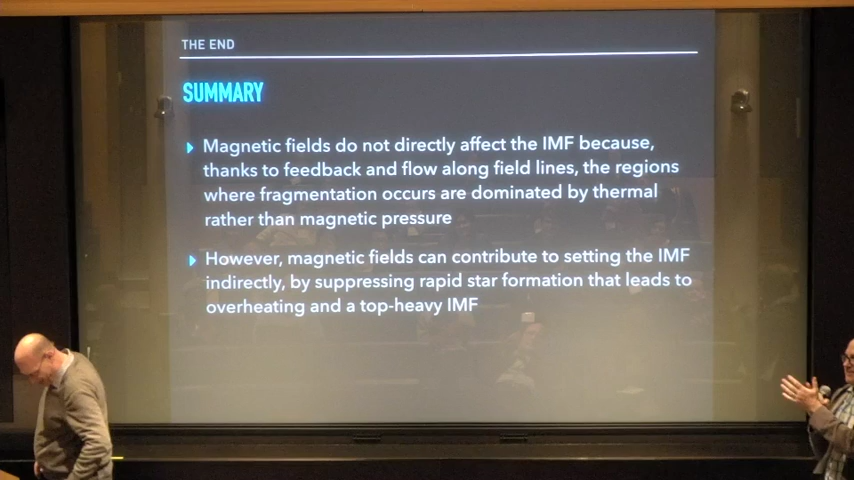 THE END
SUMMARY
Magnetic fields do not directly affect the IMF because,
thanks to feedback and flow along field lines, the regions
where fragmentation occurs are dominated by thermal
rather than magnetic pressure
However, magnetic fields can contribute to setting the IMF
indirectly, by suppressing rapid star formation that leads to
overheating and a top-heavy IMF